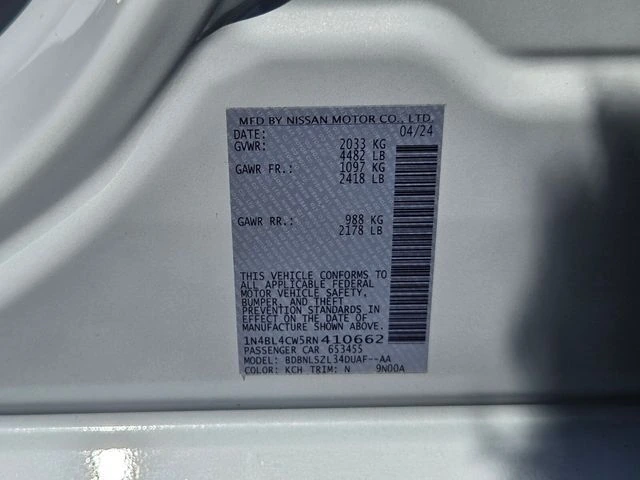 MFD BY NISSAN MOTOR CO., LTD
DATE: 04/24
GVWR: 2033 KG
4482 LB
GAWR FR.: 1097 KG
2418 LB
GAWR RR.: 988 KG
2178 LB
THIS VEHICLE CONFORMS TO
ALL APPLICABLE FEDERAL
MOTOR VEHICLE SAFETY,
BUMPER, AND THEFT
PREVENTION STANDARDS IN
EFFECT ON THE DATE OF
MANUFACTURE SHOWN ABOVE.
1N4BL4CW5RN410662
PASSENGER CAR 65345S
BDBNLSZL34DUAF--AA
COLOR: KCH TRIM: N 9N00A